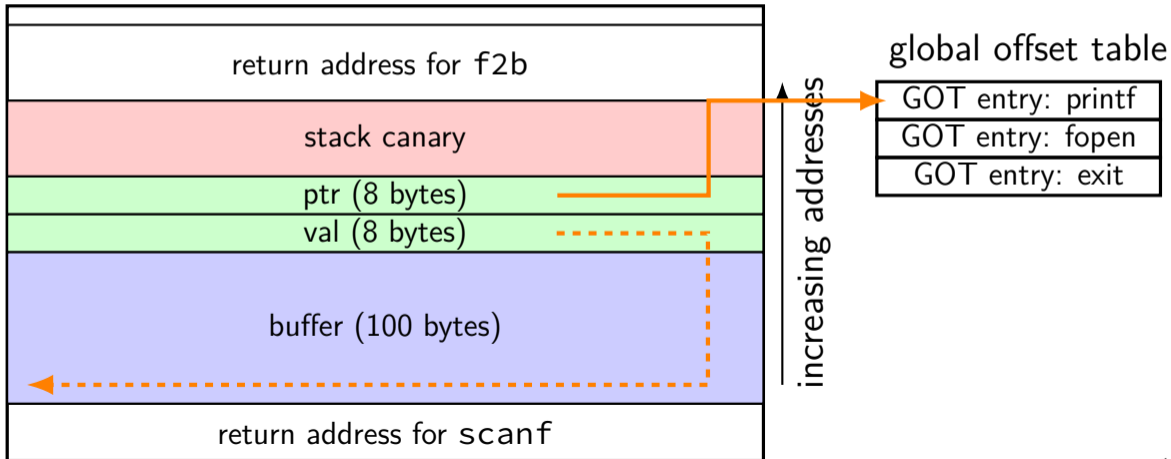 return address for f2b
stack canary
ptr (8 bytes)
val (8 bytes)
buffer (100 bytes)
return address for scanf
increasing addresses
global offset table
GOT entry: printf
GOT entry: fopen
GOT entry: exit